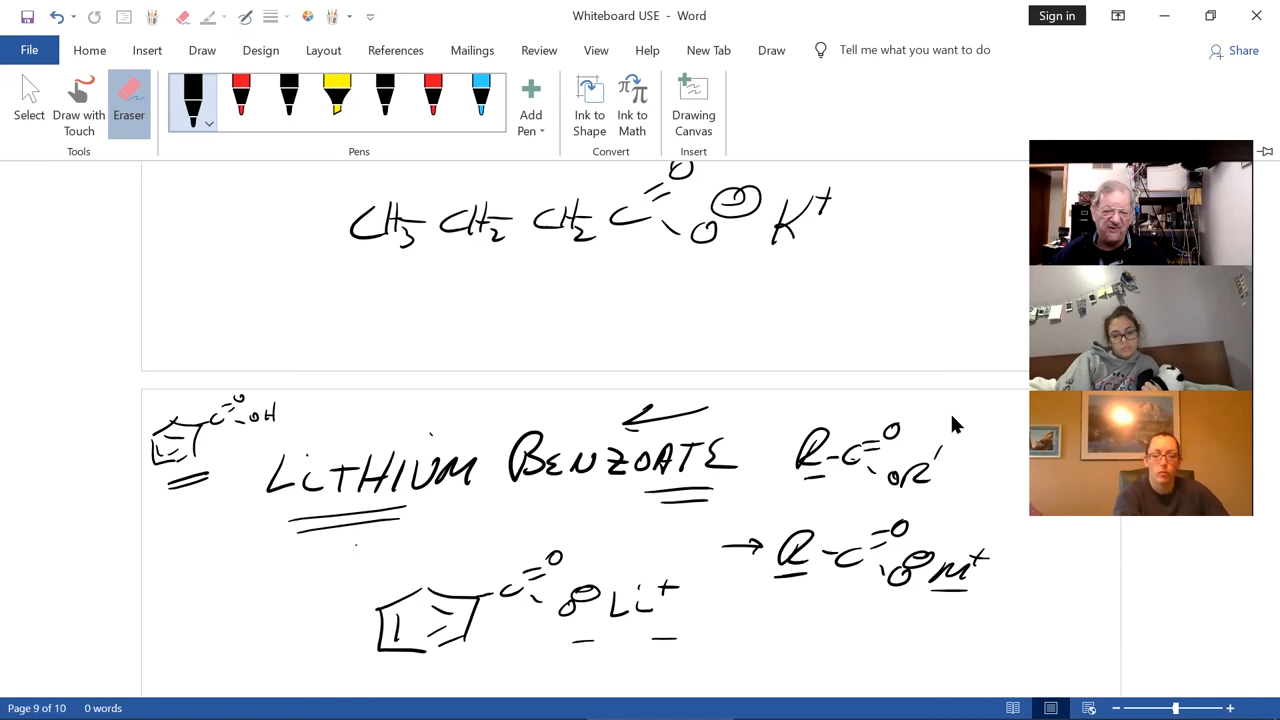 Whiteboard USE - Word
Sign in
File Home Insert Draw Design Layout References Mailings Review View Help New Tab Draw Tell me what you want to do Share
Select
Draw with Touch
Eraser
Add Pen
Ink to Shape
Ink to Math
Drawing Canvas
Tools
Pens
Convert
Insert
CH3 CH2 CH2 C O O ⊖ K+
C O OH
LiTHIUM BENZOATE
R-C=O OR'
→ R-C=O O⊖ M+
C=O O⊖ Li+
Page 9 of 10 0 words